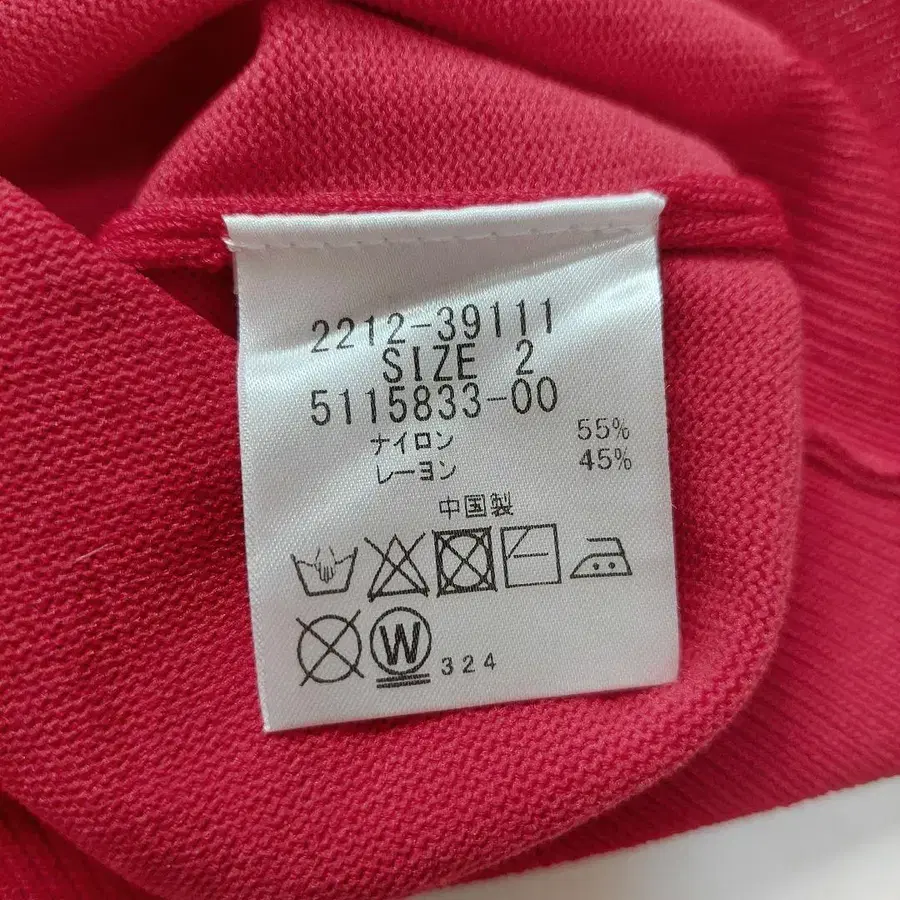 2212-39111
SIZE 2
5115833-00
ナイロン 55%
レーヨン 45%
中国製
W 324